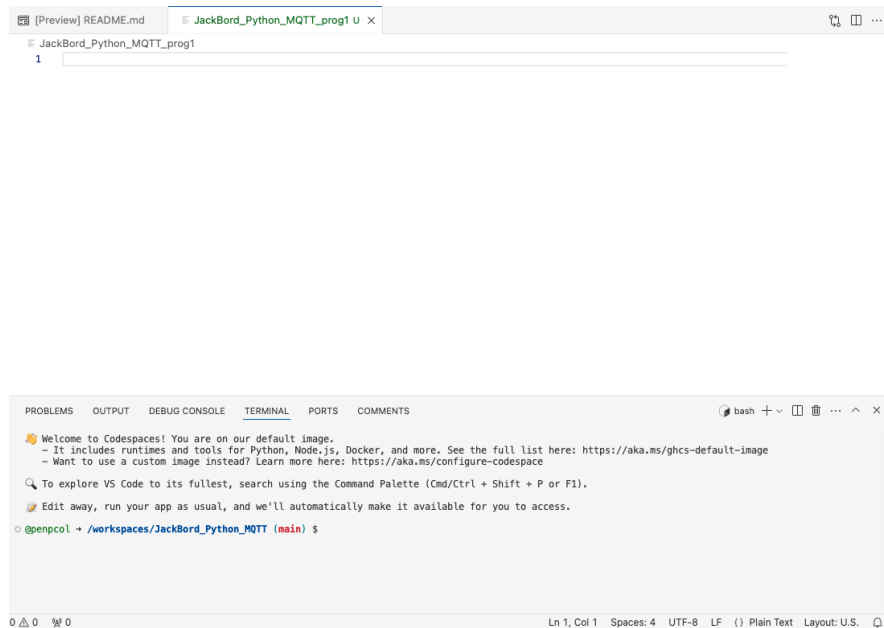 [Preview] README.md JackBord_Python_MQTT_prog1 U
JackBord_Python_MQTT_prog1
1
PROBLEMS OUTPUT DEBUG CONSOLE TERMINAL PORTS COMMENTS bash
👋 Welcome to Codespaces! You are on our default image.
- It includes runtimes and tools for Python, Node.js, Docker, and more. See the full list here: https://aka.ms/ghcs-default-image
- Want to use a custom image instead? Learn more here: https://aka.ms/configure-codespace
🔍 To explore VS Code to its fullest, search using the Command Palette (Cmd/Ctrl + Shift + P or F1).
📝 Edit away, run your app as usual, and we'll automatically make it available for you to access.
@penpcol → /workspaces/JackBord_Python_MQTT (main) $
0 0 0 Ln 1, Col 1 Spaces: 4 UTF-8 LF {} Plain Text Layout: U.S.